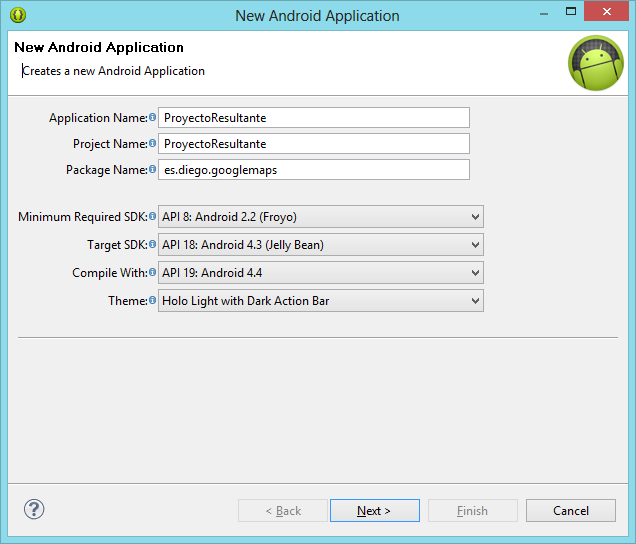 New Android Application
New Android Application
Creates a new Android Application
Application Name: ProyectoResultante
Project Name: ProyectoResultante
Package Name: es.diego.googlemaps
Minimum Required SDK: API 8: Android 2.2 (Froyo)
Target SDK: API 18: Android 4.3 (Jelly Bean)
Compile With: API 19: Android 4.4
Theme: Holo Light with Dark Action Bar
< Back Next > Finish Cancel